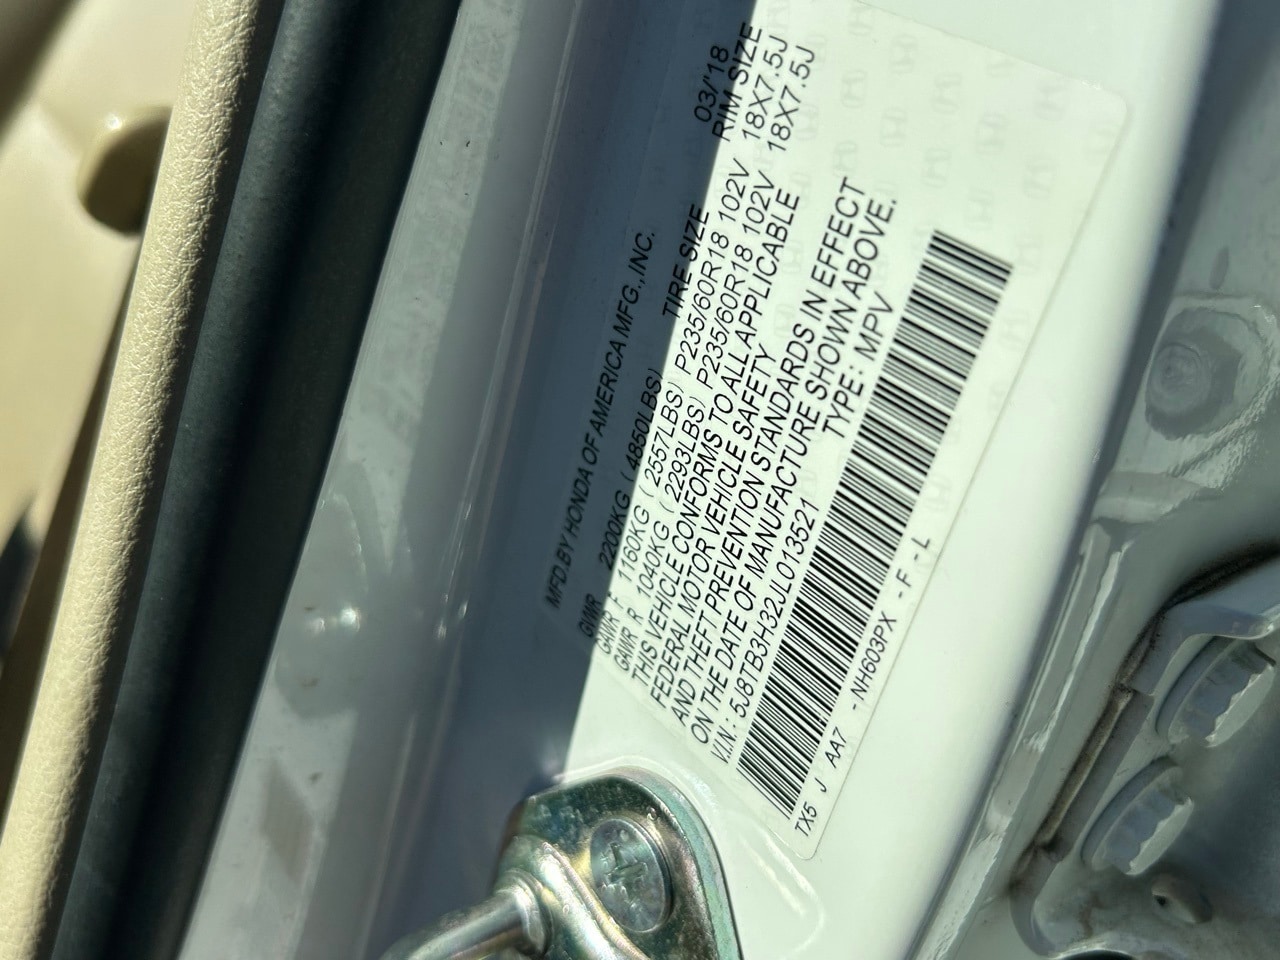 MFD.BY HONDA OF AMERICA MFG.,INC. 03/'18
GVWR 2200KG (4850LBS) TIRE SIZE RIM SIZE
GAWR F 1160KG (2557LBS) P235/60R18 102V 18X7.5J
GAWR R 1040KG (2293LBS) P235/60R18 102V 18X7.5J
THIS VEHICLE CONFORMS TO ALL APPLICABLE
FEDERAL MOTOR VEHICLE SAFETY
AND THEFT PREVENTION STANDARDS IN EFFECT
ON THE DATE OF MANUFACTURE SHOWN ABOVE.
V.I.N: 5J8TB3H32JL013521 TYPE: MPV
TX5 J AA7 -NH603PX -F -L